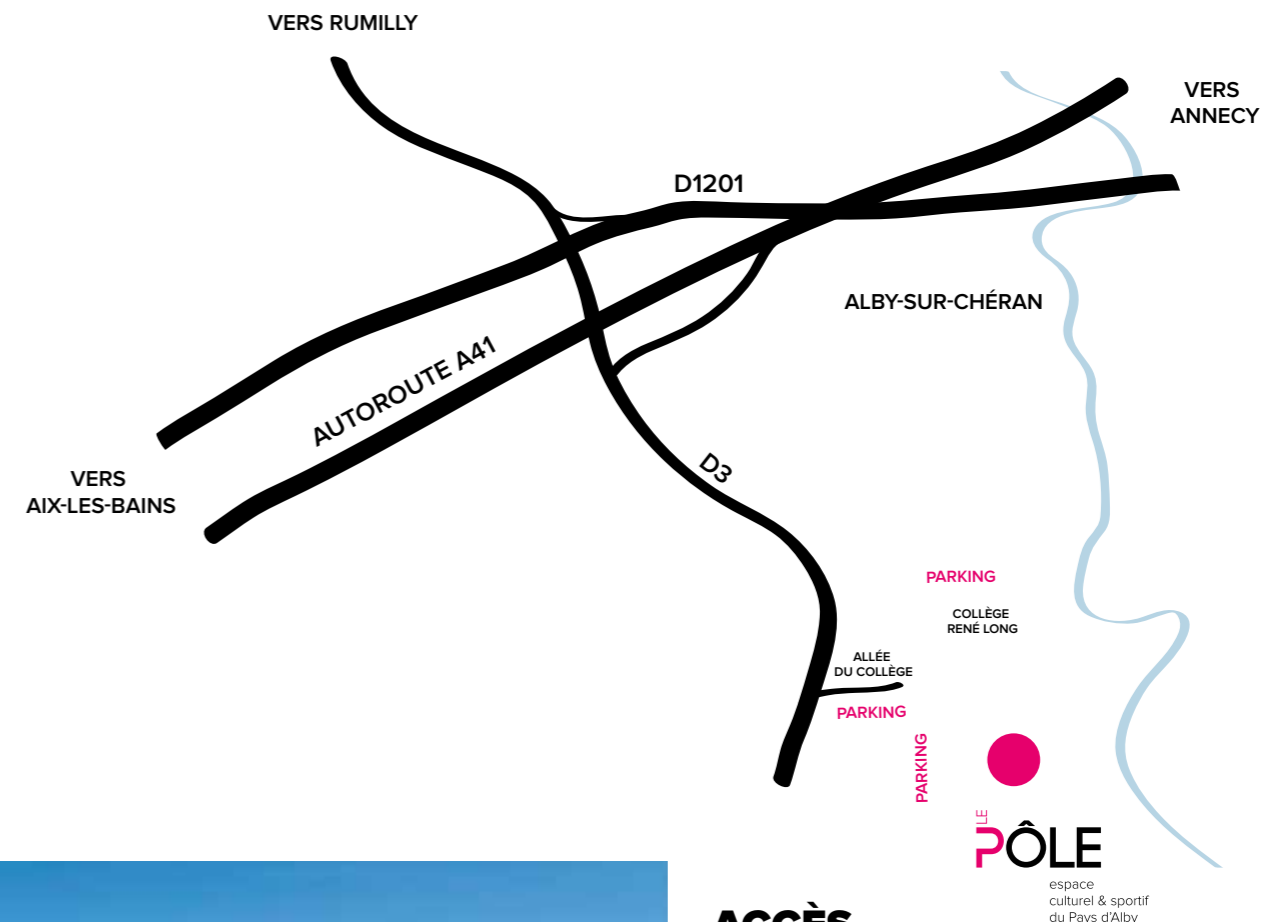 VERS RUMILLY
VERS
ANNECY
D1201
ALBY-SUR-CHÉRAN
AUTOROUTE A41
VERS
AIX-LES-BAINS
D3
PARKING
COLLÈGE
RENÉ LONG
ALLÉE
DU COLLÈGE
PARKING
PARKING
LE
PÔLE
espace
culturel & sportif
du Pays d'Alby
ACCÈS